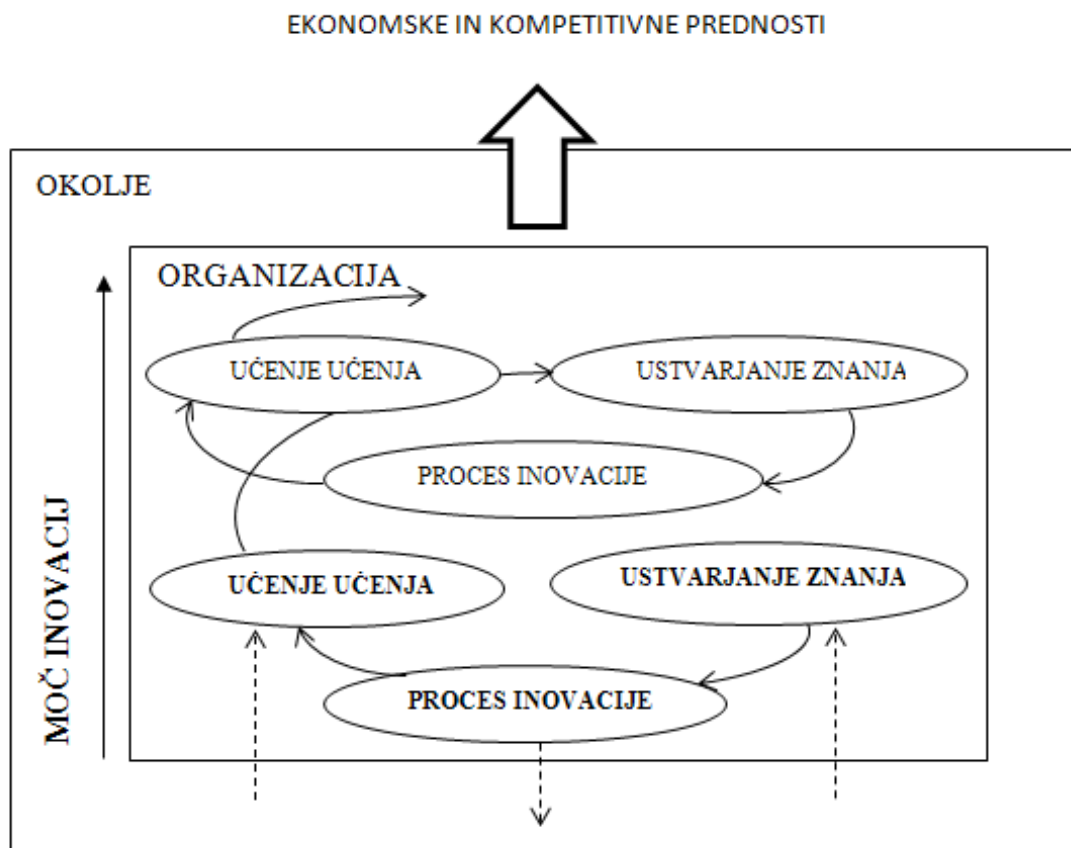 EKONOMSKE IN KOMPETITIVNE PREDNOSTI
OKOLJE
ORGANIZACIJA
UČENJE UČENJA
USTVARJANJE ZNANJA
PROCES INOVACIJE
UČENJE UČENJA
USTVARJANJE ZNANJA
PROCES INOVACIJE
MOČ INOVACIJ